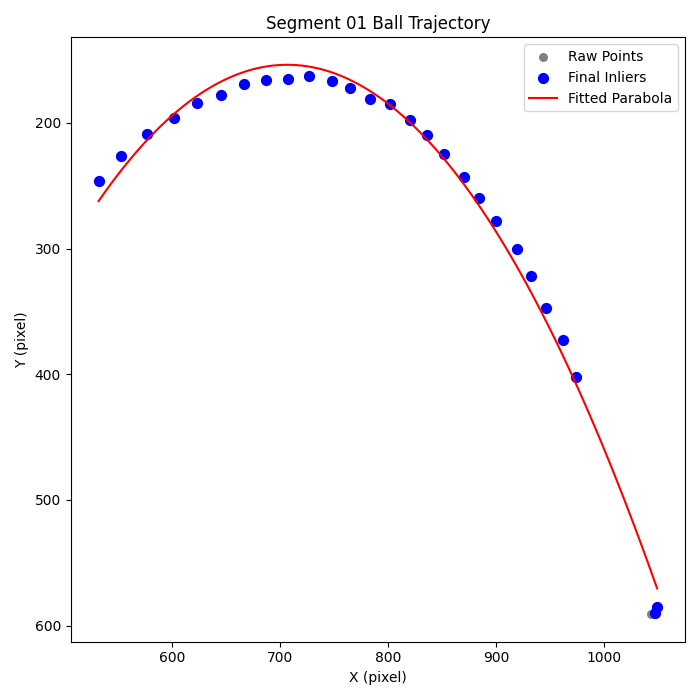 Segment 01 Ball Trajectory
Raw Points
Final Inliers
Fitted Parabola
Y (pixel)
200
300
400
500
600
600
700
800
900
1000
X (pixel)